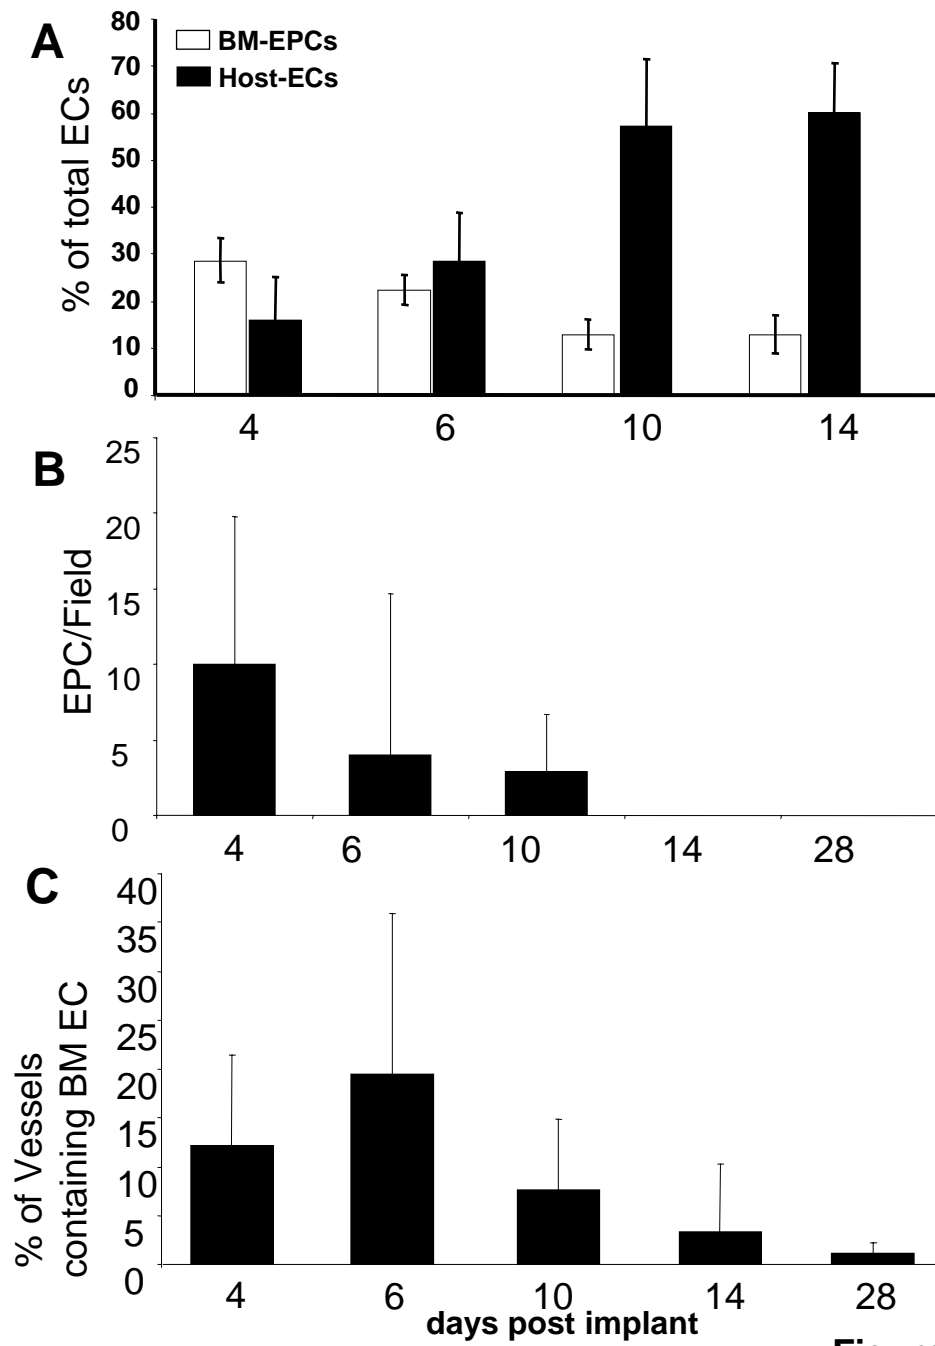 A
BM-EPCs
Host-ECs
% of total ECs
80
70
60
50
40
30
20
10
0
4 6 10 14
B
EPC/Field
25
20
15
10
5
0
4 6 10 14 28
C
% of Vessels
containing BM EC
40
35
30
25
20
15
10
5
0
4 6 10 14 28
days post implant